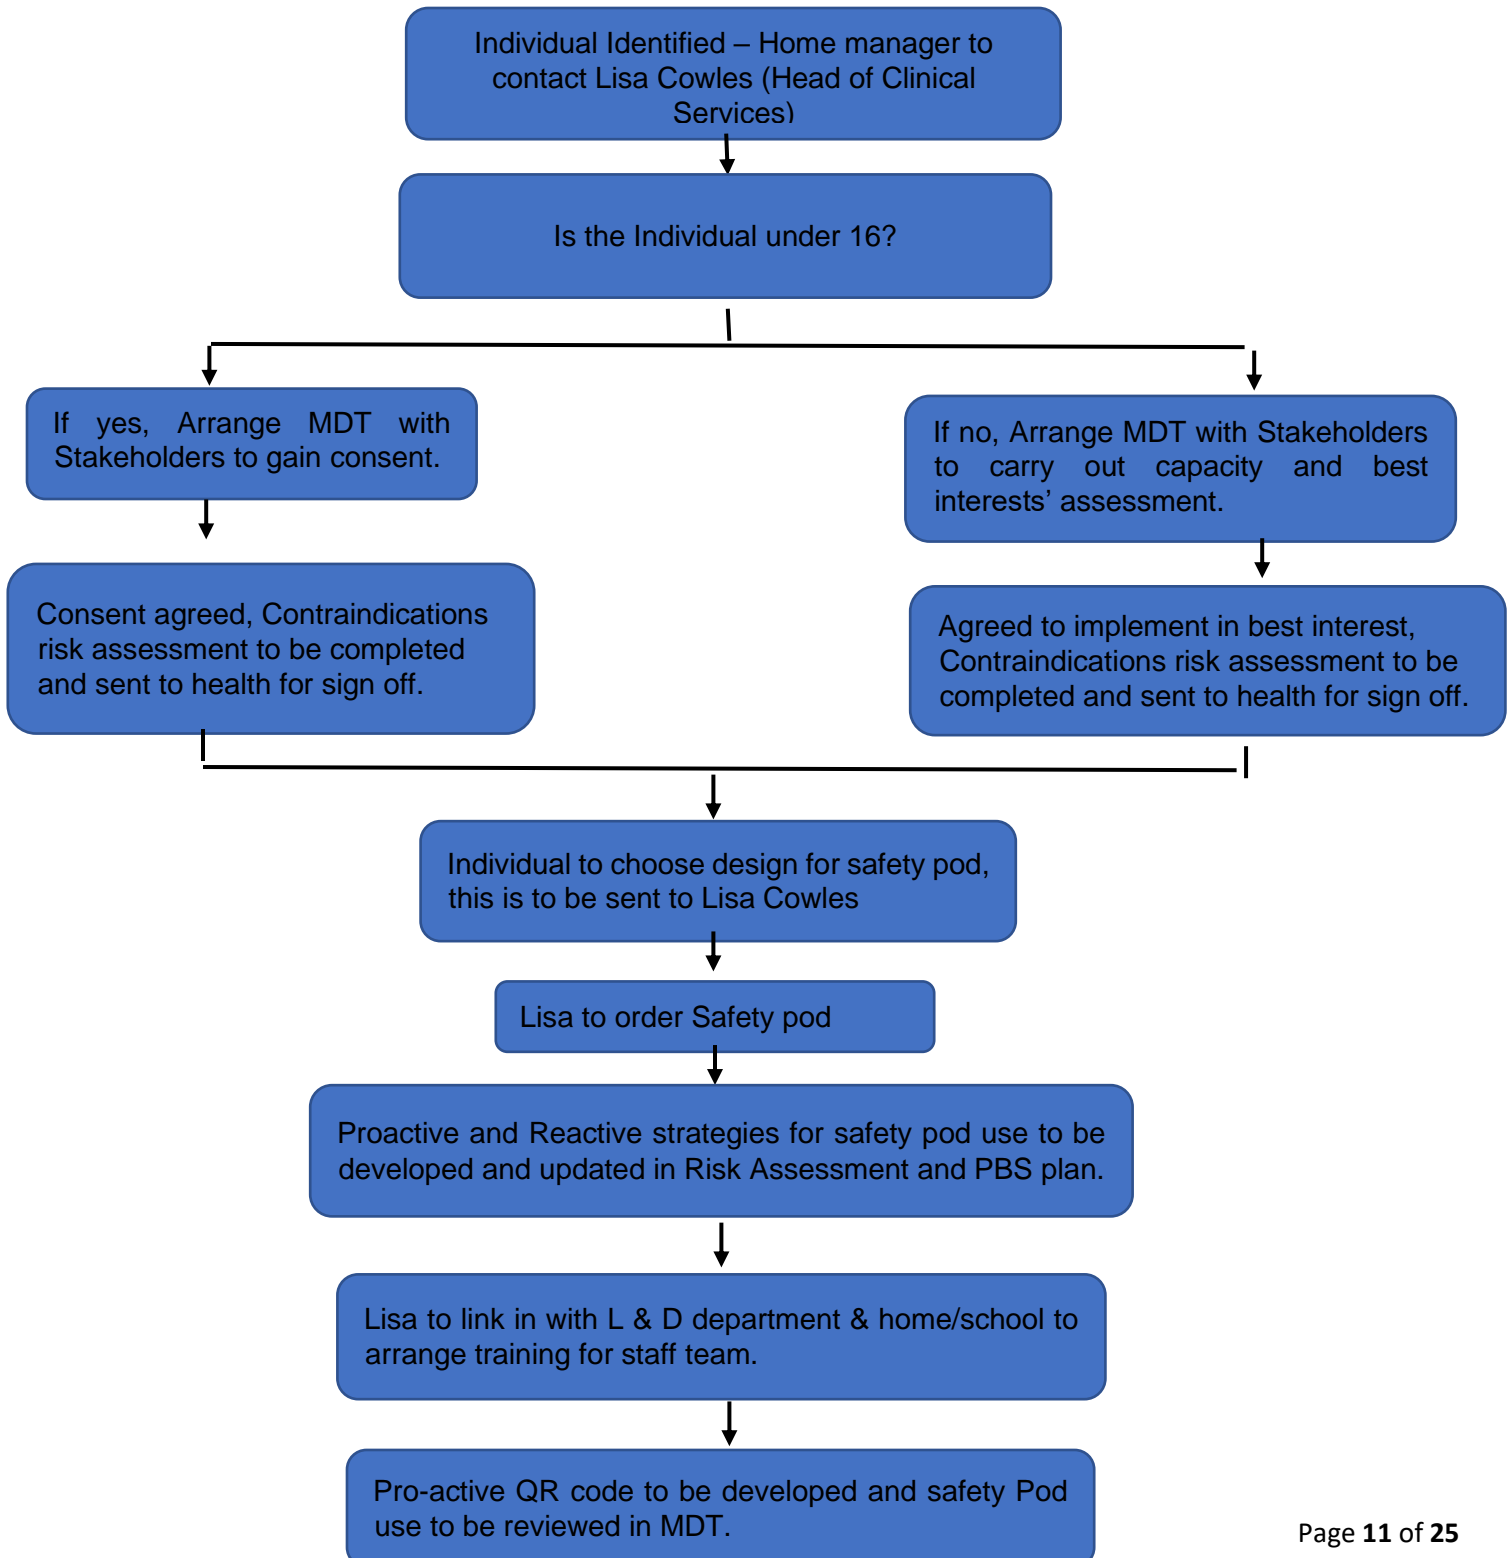 Individual Identified – Home manager to
contact Lisa Cowles (Head of Clinical
Services)
Is the Individual under 16?
If yes, Arrange MDT with
Stakeholders to gain consent.
If no, Arrange MDT with Stakeholders
to carry out capacity and best
interests’ assessment.
Consent agreed, Contraindications
risk assessment to be completed
and sent to health for sign off.
Agreed to implement in best interest,
Contraindications risk assessment to be
completed and sent to health for sign off.
Individual to choose design for safety pod,
this is to be sent to Lisa Cowles
Lisa to order Safety pod
Proactive and Reactive strategies for safety pod use to be
developed and updated in Risk Assessment and PBS plan.
Lisa to link in with L & D department & home/school to
arrange training for staff team.
Pro-active QR code to be developed and safety Pod
use to be reviewed in MDT.
Page 11 of 25